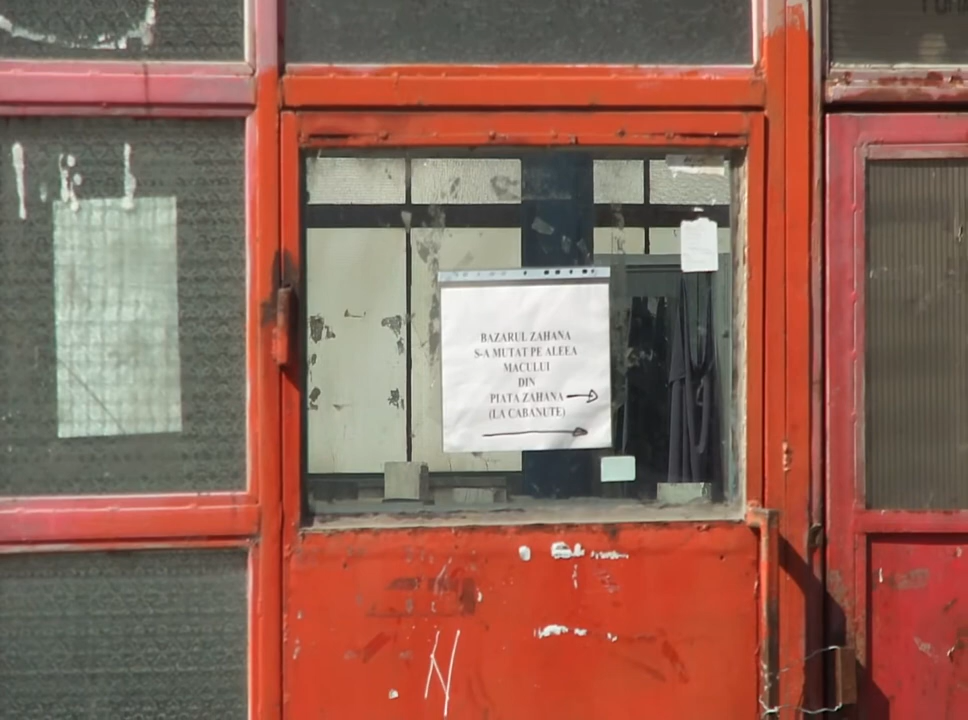 BAZARUL ZAHANA
S-A MUTAT PE ALEEA
MACULUI
DIN
PIATA ZAHANA
(LA CABANUTE)
N